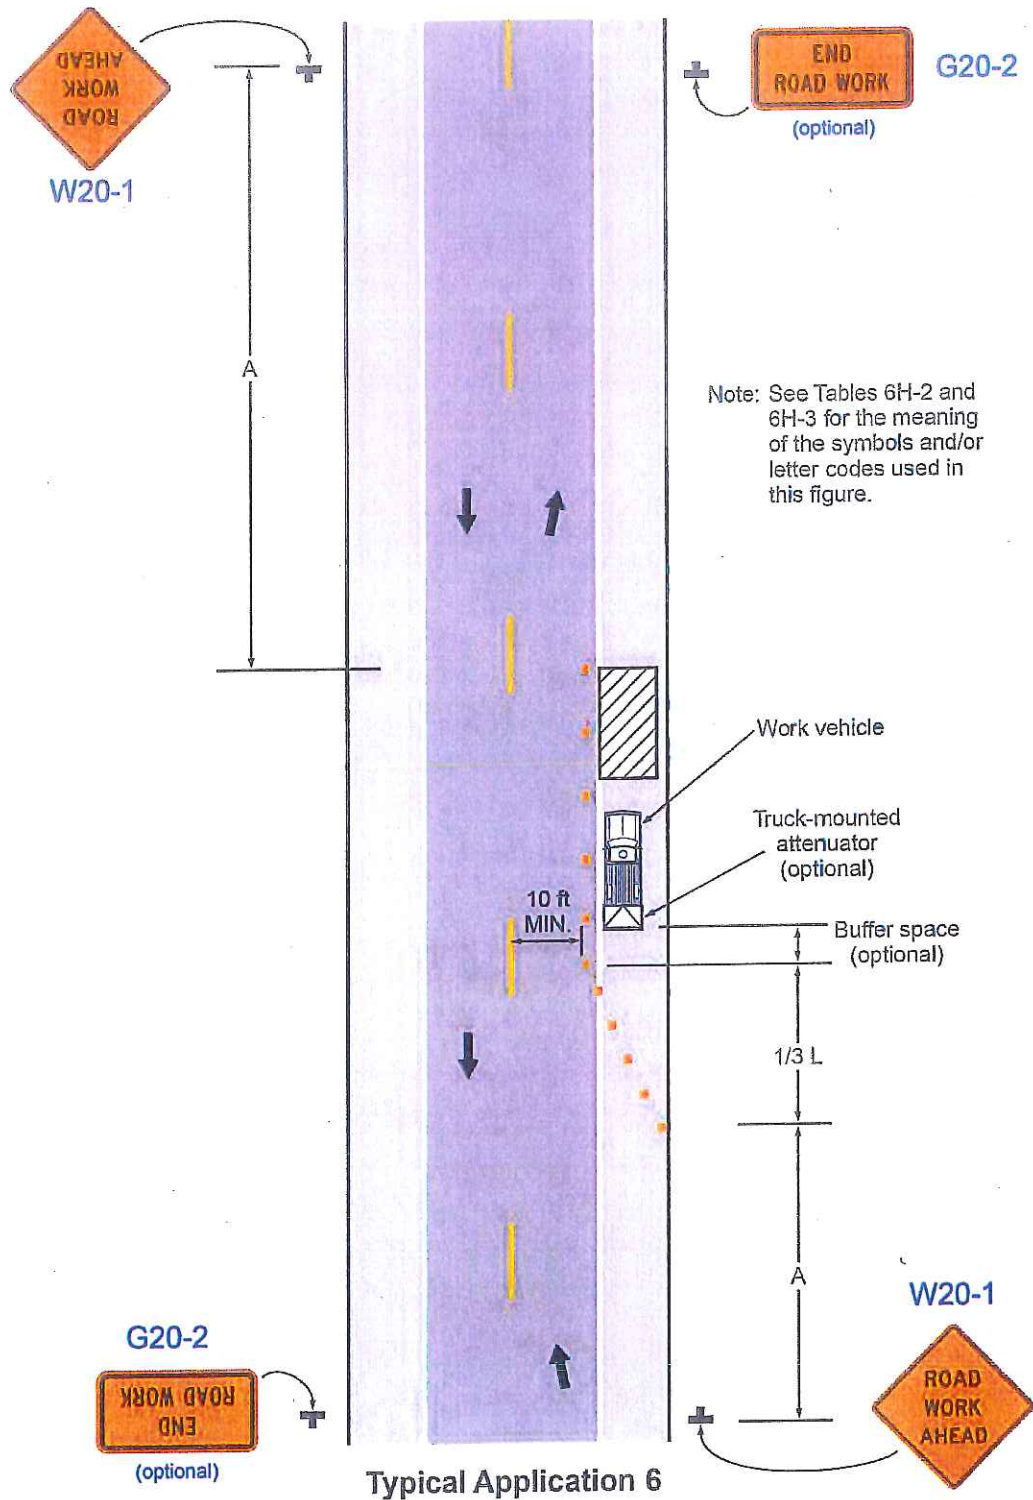 ROAD
WORK
AHEAD
W20-1
END
ROAD WORK
G20-2
(optional)
A
Note: See Tables 6H-2 and
6H-3 for the meaning
of the symbols and/or
letter codes used in
this figure.
Work vehicle
Truck-mounted
attenuator
(optional)
10 ft
MIN.
Buffer space
(optional)
1/3 L
A
W20-1
ROAD
WORK
AHEAD
G20-2
END
ROAD WORK
(optional)
Typical Application 6